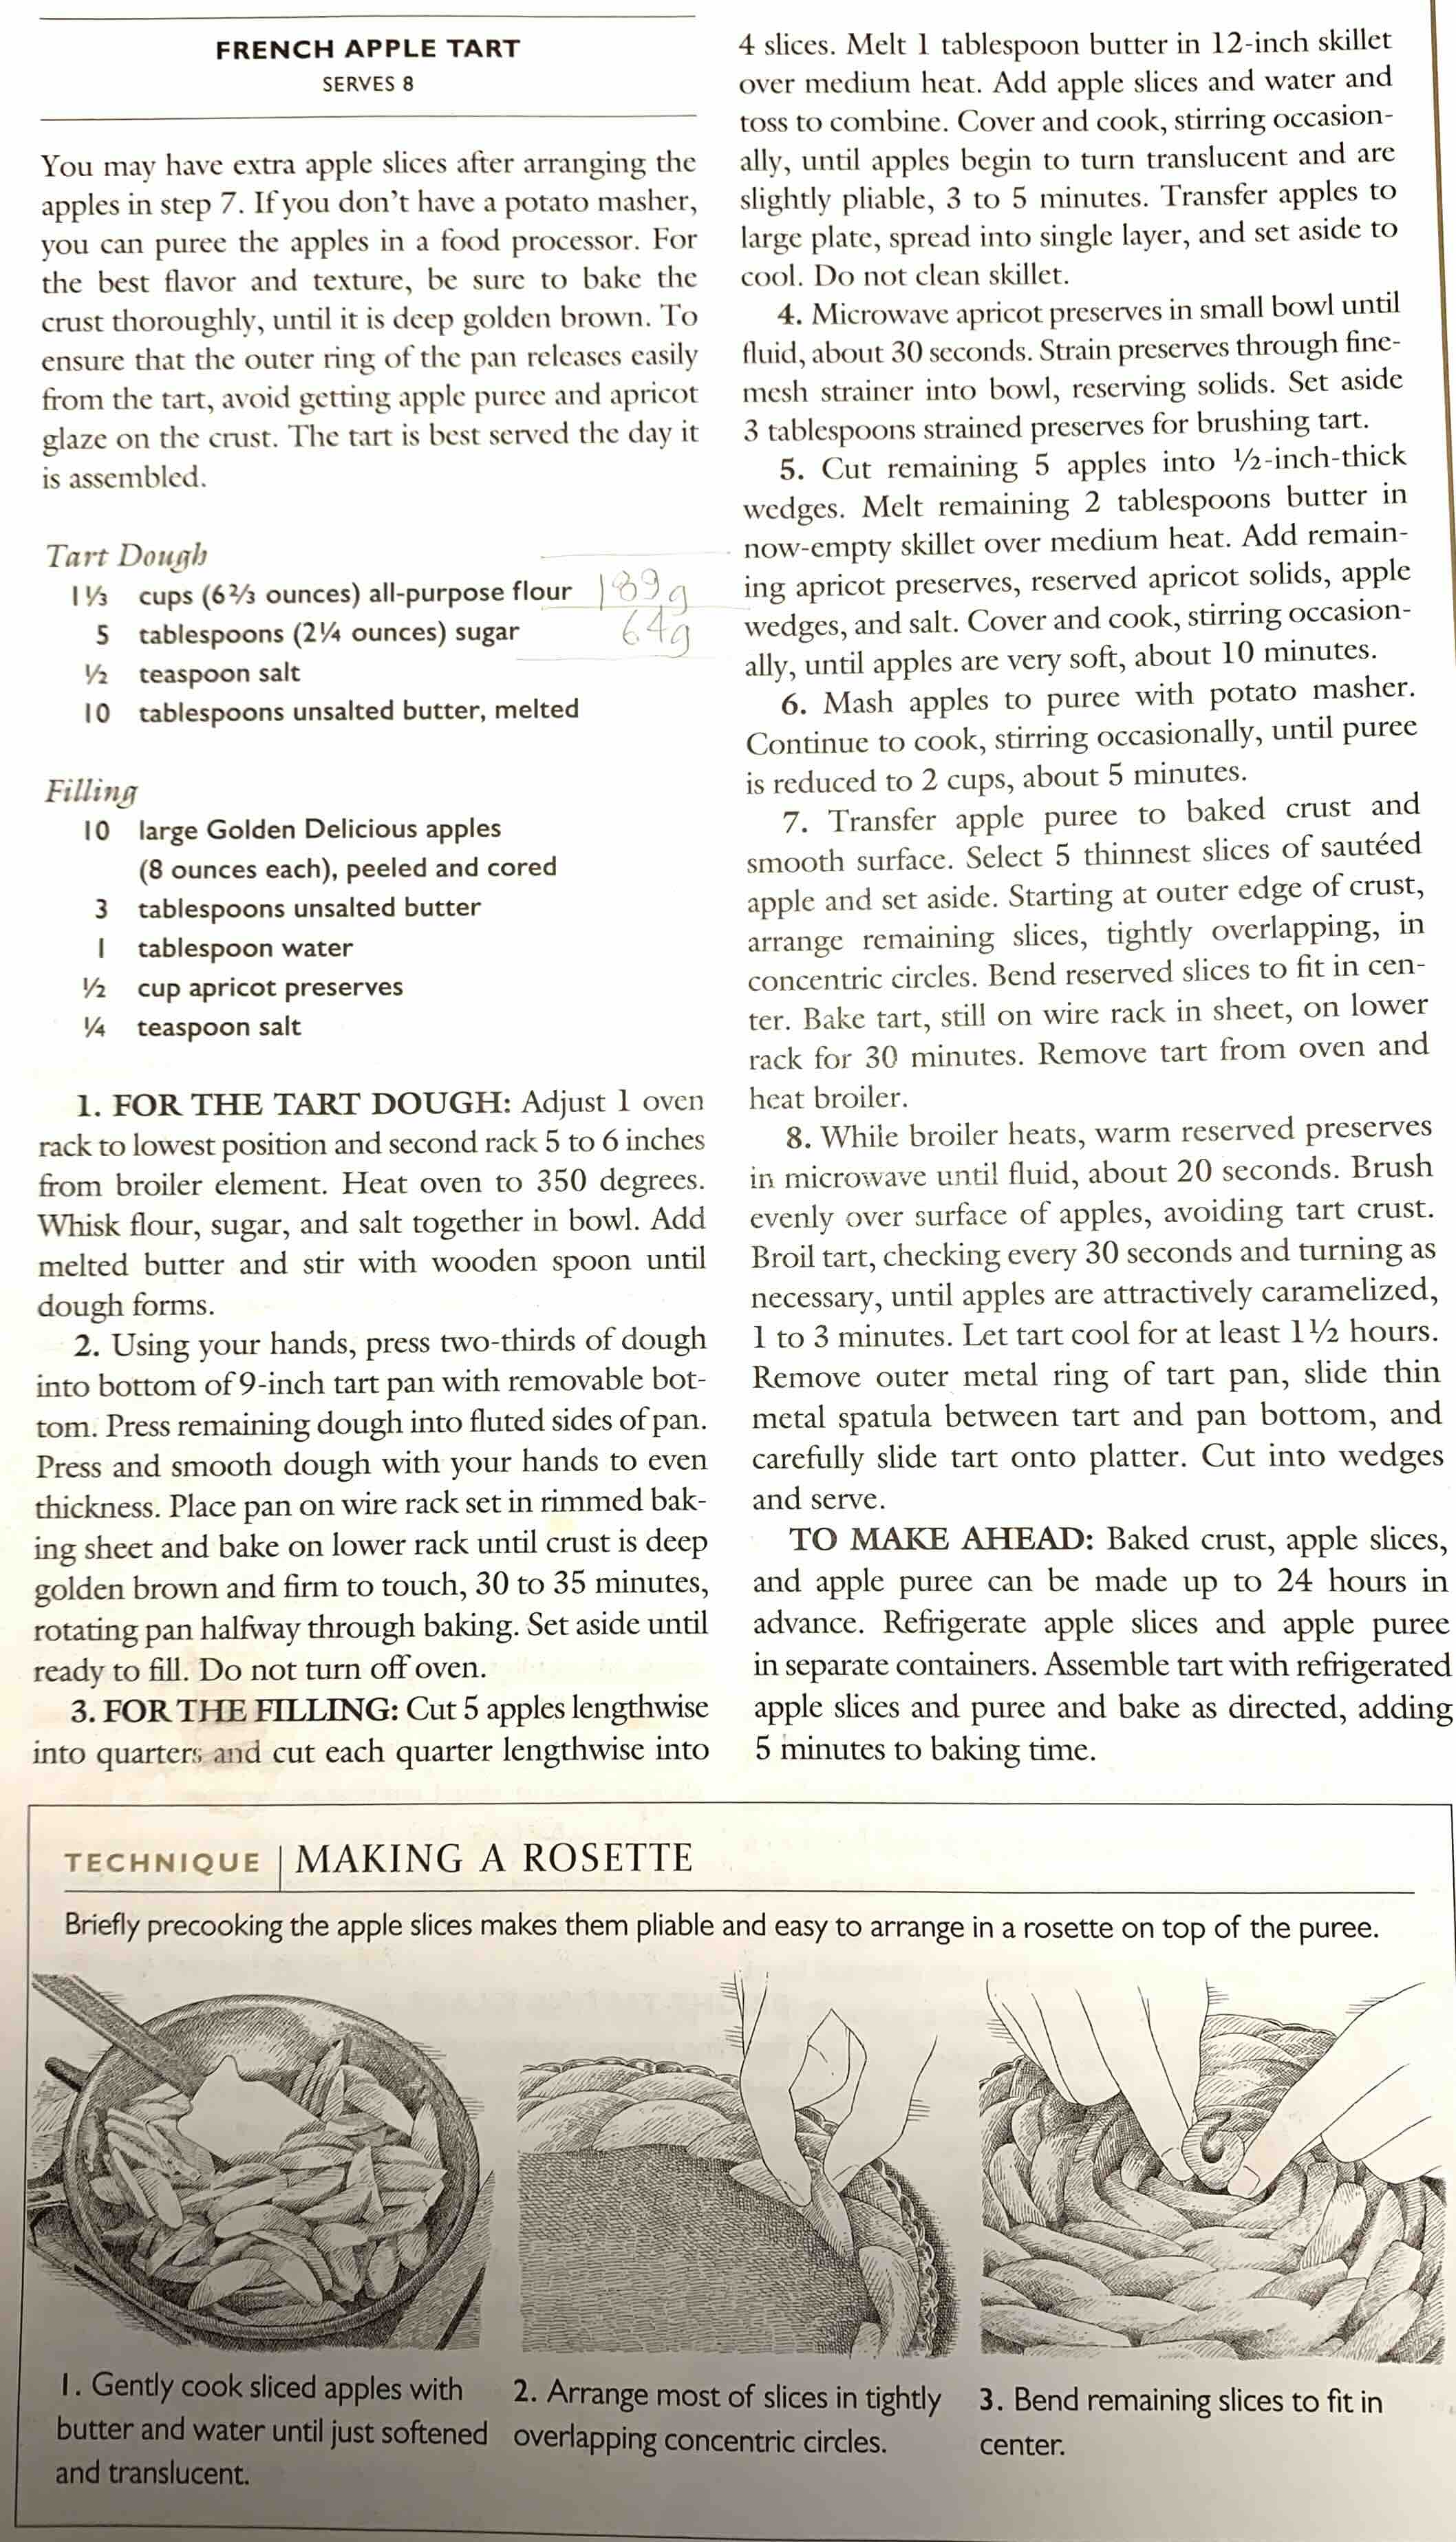 FRENCH APPLE TART
SERVES 8
You may have extra apple slices after arranging the
apples in step 7. If you don't have a potato masher,
you can puree the apples in a food processor. For
the best flavor and texture, be sure to bake the
crust thoroughly, until it is deep golden brown. To
ensure that the outer ring of the pan releases easily
from the tart, avoid getting apple puree and apricot
glaze on the crust. The tart is best served the day it
is assembled.
Tart Dough
1⅓ cups (6⅔ ounces) all-purpose flour 189g
5 tablespoons (2¼ ounces) sugar 64g
½ teaspoon salt
10 tablespoons unsalted butter, melted
Filling
10 large Golden Delicious apples
(8 ounces each), peeled and cored
3 tablespoons unsalted butter
1 tablespoon water
½ cup apricot preserves
¼ teaspoon salt
1. FOR THE TART DOUGH: Adjust 1 oven
rack to lowest position and second rack 5 to 6 inches
from broiler element. Heat oven to 350 degrees.
Whisk flour, sugar, and salt together in bowl. Add
melted butter and stir with wooden spoon until
dough forms.
2. Using your hands, press two-thirds of dough
into bottom of 9-inch tart pan with removable bot-
tom. Press remaining dough into fluted sides of pan.
Press and smooth dough with your hands to even
thickness. Place pan on wire rack set in rimmed bak-
ing sheet and bake on lower rack until crust is deep
golden brown and firm to touch, 30 to 35 minutes,
rotating pan halfway through baking. Set aside until
ready to fill. Do not turn off oven.
3. FOR THE FILLING: Cut 5 apples lengthwise
into quarters and cut each quarter lengthwise into
4 slices. Melt 1 tablespoon butter in 12-inch skillet
over medium heat. Add apple slices and water and
toss to combine. Cover and cook, stirring occasion-
ally, until apples begin to turn translucent and are
slightly pliable, 3 to 5 minutes. Transfer apples to
large plate, spread into single layer, and set aside to
cool. Do not clean skillet.
4. Microwave apricot preserves in small bowl until
fluid, about 30 seconds. Strain preserves through fine-
mesh strainer into bowl, reserving solids. Set aside
3 tablespoons strained preserves for brushing tart.
5. Cut remaining 5 apples into ½-inch-thick
wedges. Melt remaining 2 tablespoons butter in
now-empty skillet over medium heat. Add remain-
ing apricot preserves, reserved apricot solids, apple
wedges, and salt. Cover and cook, stirring occasion-
ally, until apples are very soft, about 10 minutes.
6. Mash apples to puree with potato masher.
Continue to cook, stirring occasionally, until puree
is reduced to 2 cups, about 5 minutes.
7. Transfer apple puree to baked crust and
smooth surface. Select 5 thinnest slices of sautéed
apple and set aside. Starting at outer edge of crust,
arrange remaining slices, tightly overlapping, in
concentric circles. Bend reserved slices to fit in cen-
ter. Bake tart, still on wire rack in sheet, on lower
rack for 30 minutes. Remove tart from oven and
heat broiler.
8. While broiler heats, warm reserved preserves
in microwave until fluid, about 20 seconds. Brush
evenly over surface of apples, avoiding tart crust.
Broil tart, checking every 30 seconds and turning as
necessary, until apples are attractively caramelized,
1 to 3 minutes. Let tart cool for at least 1½ hours.
Remove outer metal ring of tart pan, slide thin
metal spatula between tart and pan bottom, and
carefully slide tart onto platter. Cut into wedges
and serve.
TO MAKE AHEAD: Baked crust, apple slices,
and apple puree can be made up to 24 hours in
advance. Refrigerate apple slices and apple puree
in separate containers. Assemble tart with refrigerated
apple slices and puree and bake as directed, adding
5 minutes to baking time.
TECHNIQUE | MAKING A ROSETTE
Briefly precooking the apple slices makes them pliable and easy to arrange in a rosette on top of the puree.
1. Gently cook sliced apples with
butter and water until just softened
and translucent.
2. Arrange most of slices in tightly
overlapping concentric circles.
3. Bend remaining slices to fit in
center.